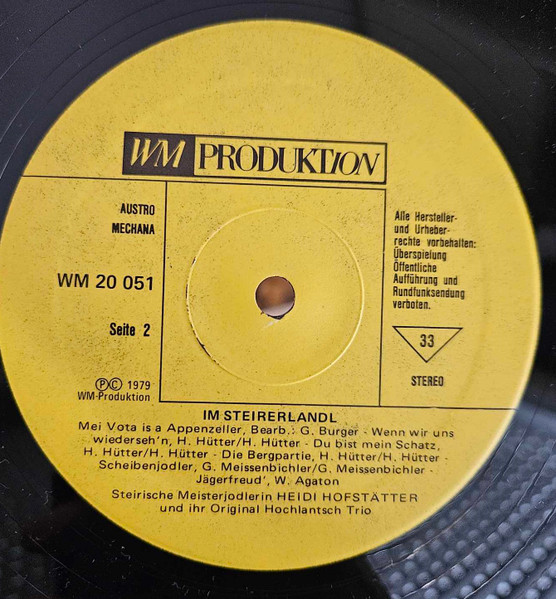 WM PRODUKTION
AUSTRO
MECHANA
WM 20 051
Seite 2
Ⓟ Ⓒ 1979
WM-Produktion
Alle Hersteller-
und Urheber-
rechte vorbehalten:
Überspielung
Öffentliche
Aufführung und
Rundfunksendung
verboten.
33
STEREO
IM STEIRERLANDL
Mei Vota is a Appenzeller, Bearb.: G. Burger - Wenn wir uns
wiederseh'n, H. Hütter/H. Hütter - Du bist mein Schatz,
H. Hütter/H. Hütter - Die Bergpartie, H. Hütter/H. Hütter -
Scheibenjodler, G. Meissenbichler/G. Meissenbichler -
Jägerfreud', W. Agaton
Steirische Meisterjodlerin HEIDI HOFSTÄTTER
und ihr Original Hochlantsch Trio